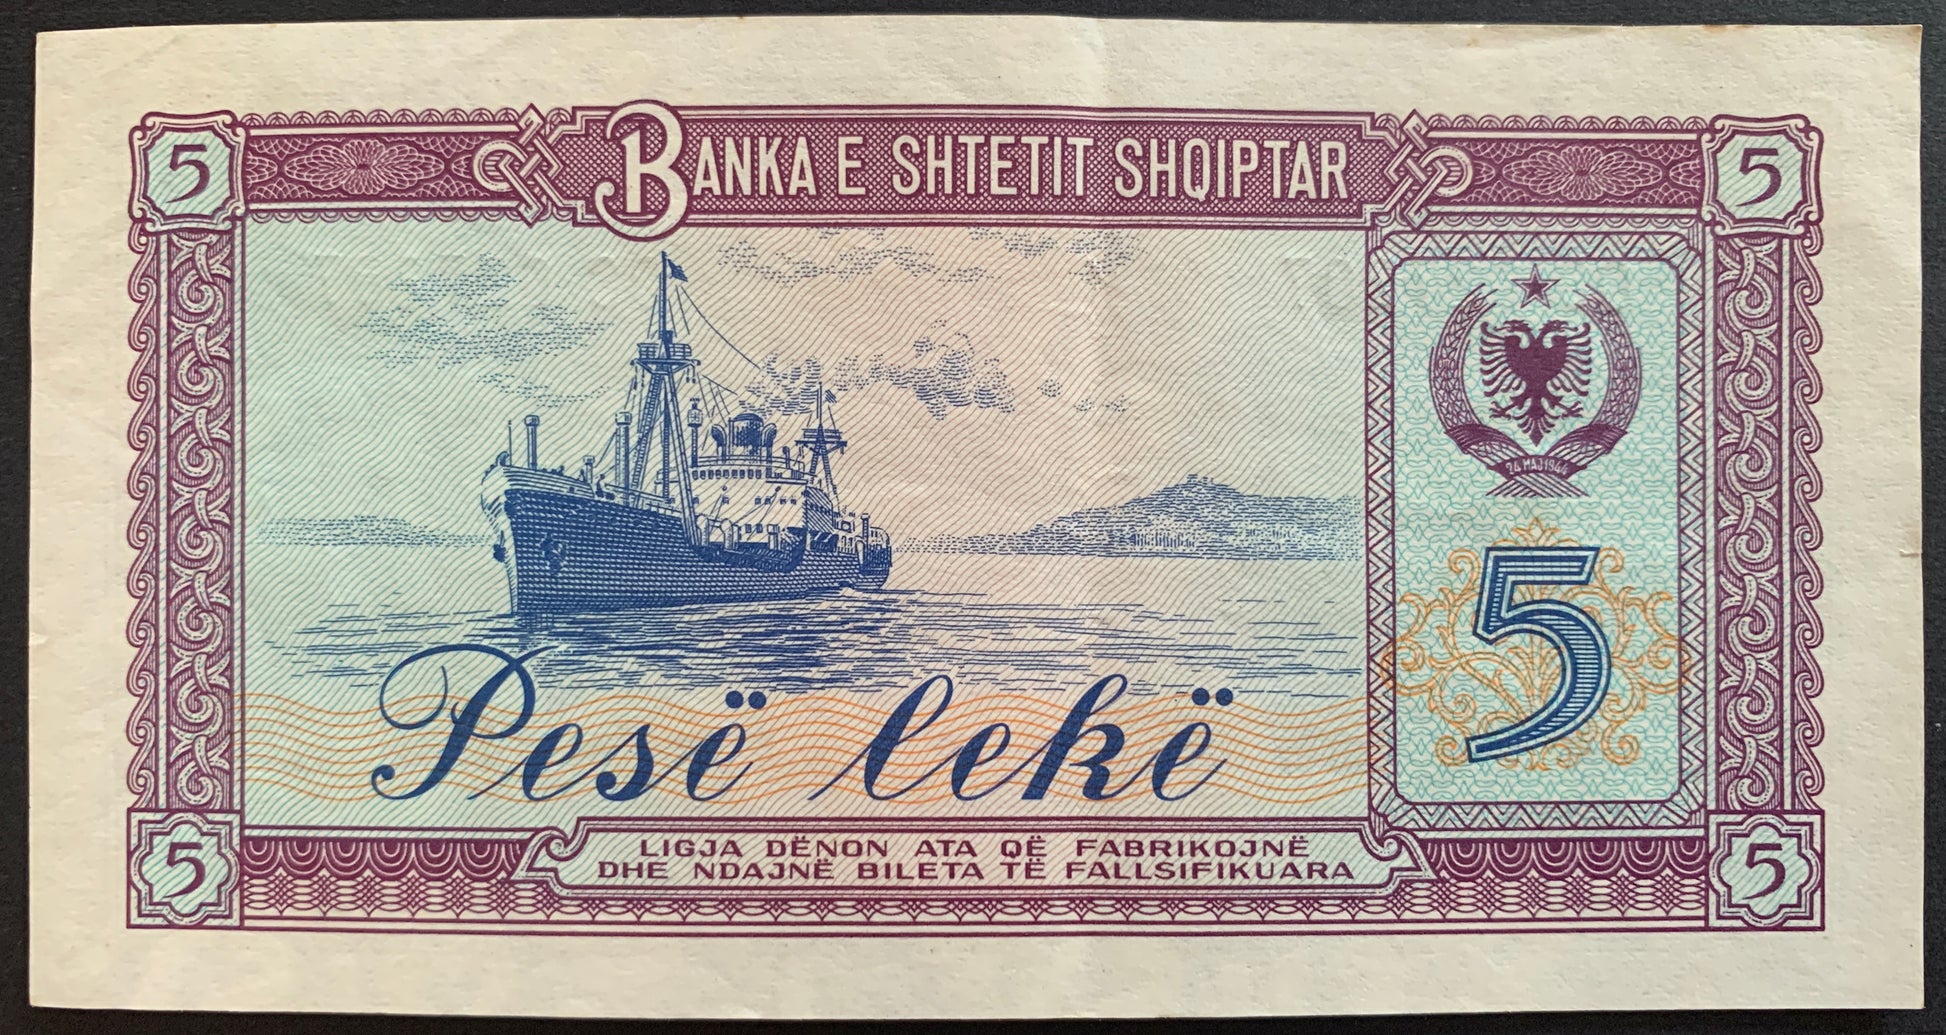 5
BANKA E SHTETIT SHQIPTAR
5
24 MAJ 1944
5
Pesë lekë
5
LIGJA DËNON ATA QË FABRIKOJNË
DHE NDAJNË BILETA TË FALLSIFIKUARA
5